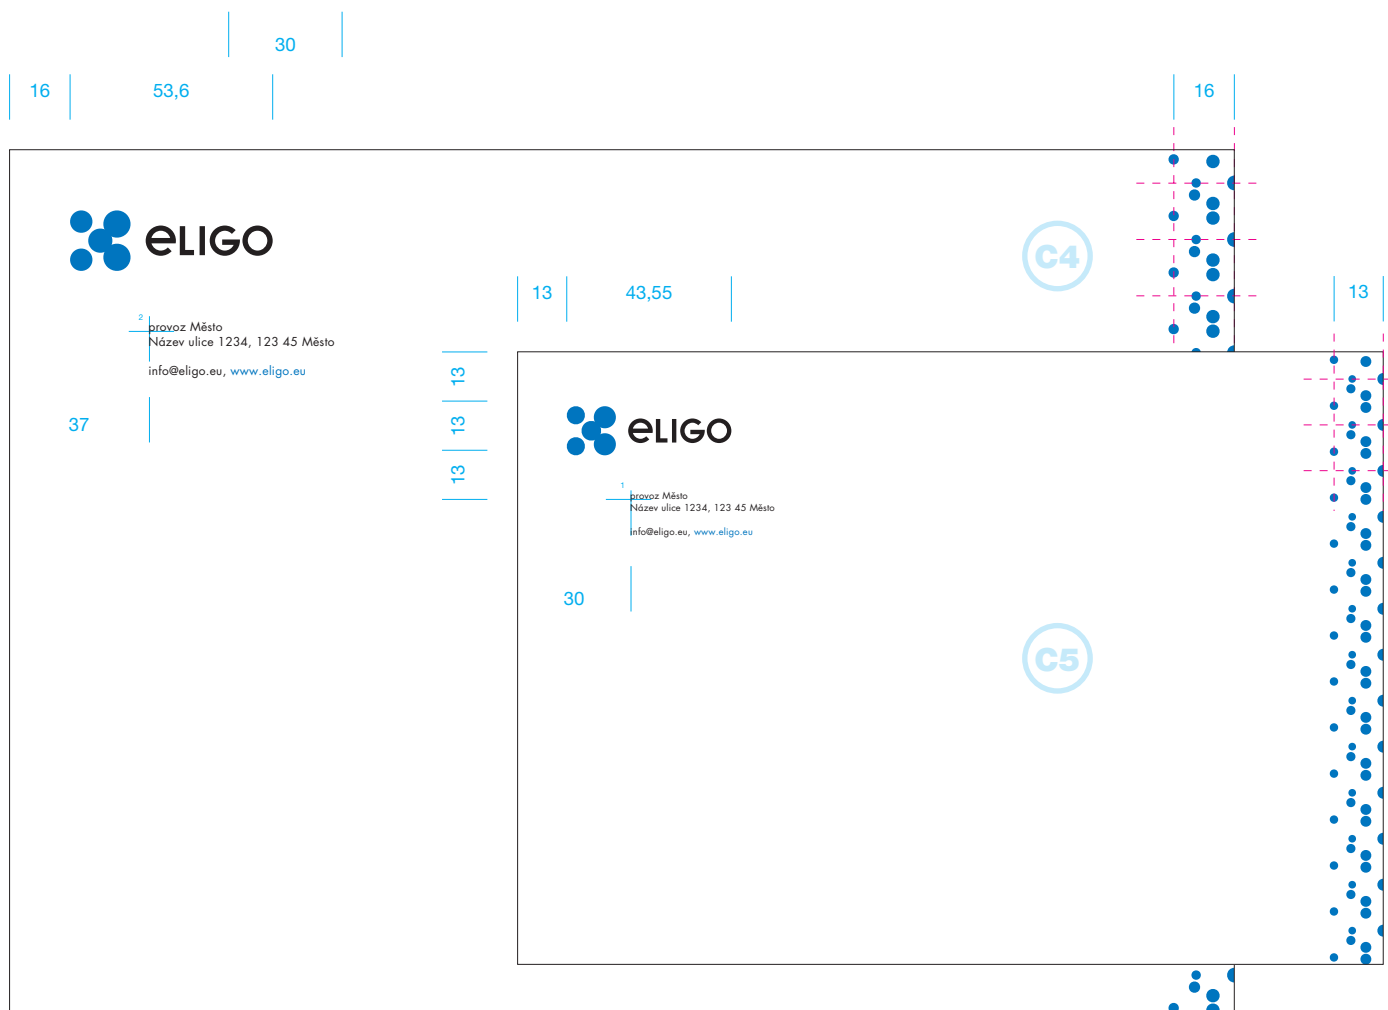 30
16
53,6
16
eLIGO
C4
13
43,55
13
2
provoz Město
Název ulice 1234, 123 45 Město
info@eligo.eu, www.eligo.eu
13
37
13
13
eLIGO
1
provoz Město
Název ulice 1234, 123 45 Město
info@eligo.eu, www.eligo.eu
30
C5